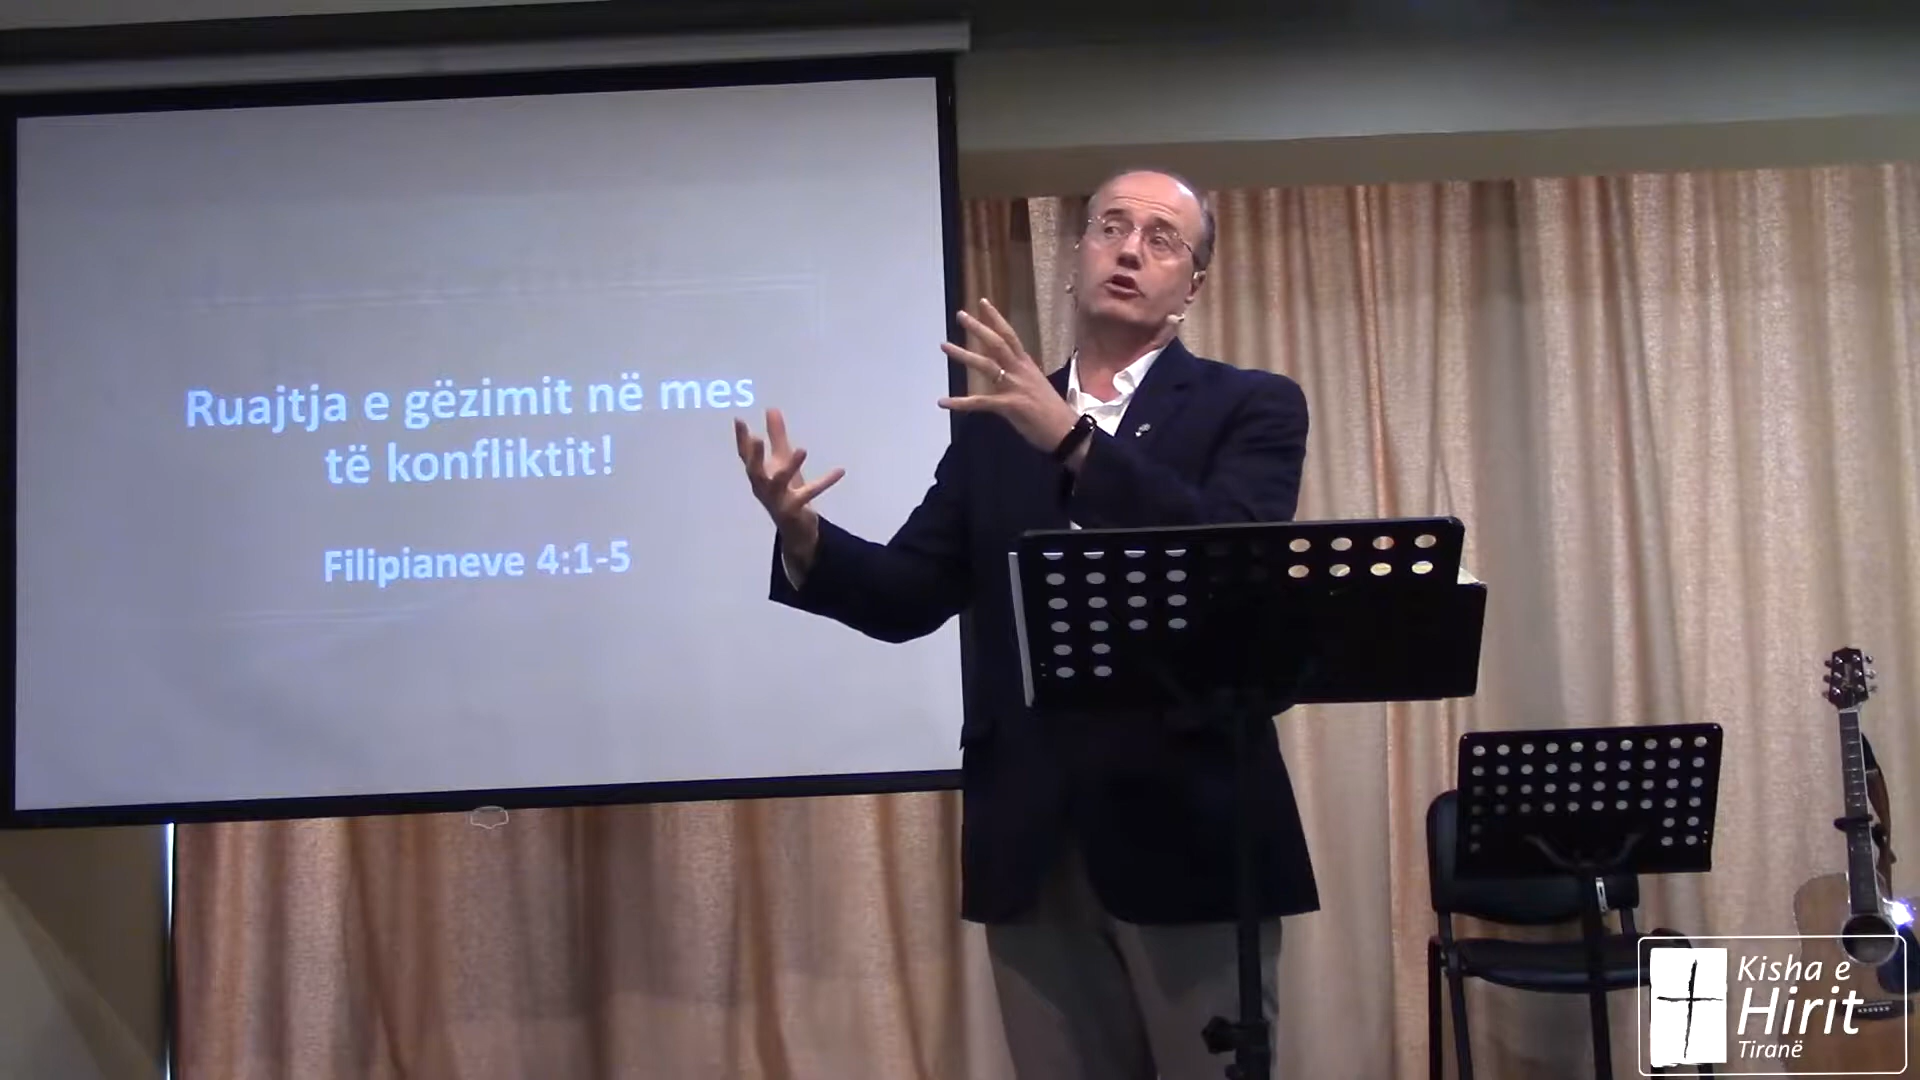 Ruajtja e gëzimit në mes
të konfliktit!
Filipianeve 4:1-5
Kisha e
Hirit
Tiranë